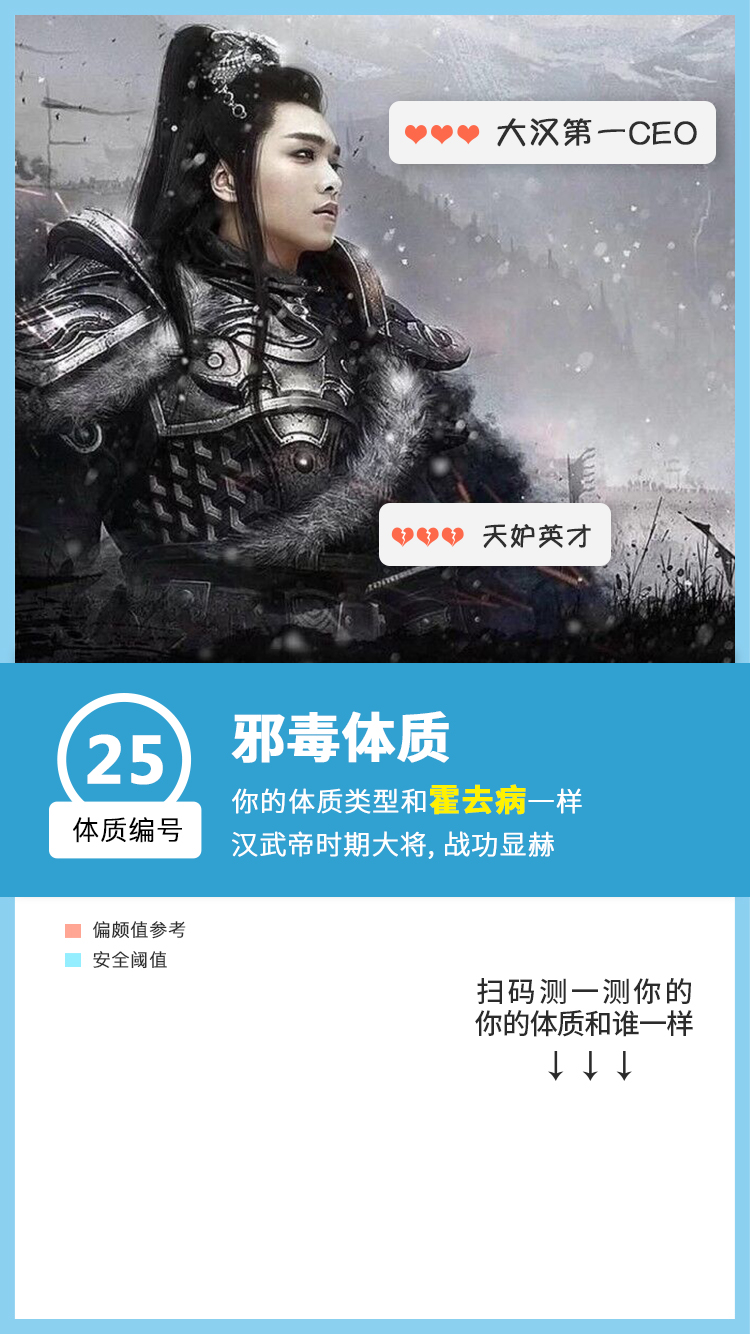 大汉第一CEO
天妒英才
25
体质编号
邪毒体质
你的体质类型和霍去病一样
汉武帝时期大将, 战功显赫
偏颇值参考
安全阈值
扫码测一测你的
你的体质和谁一样
↓ ↓ ↓